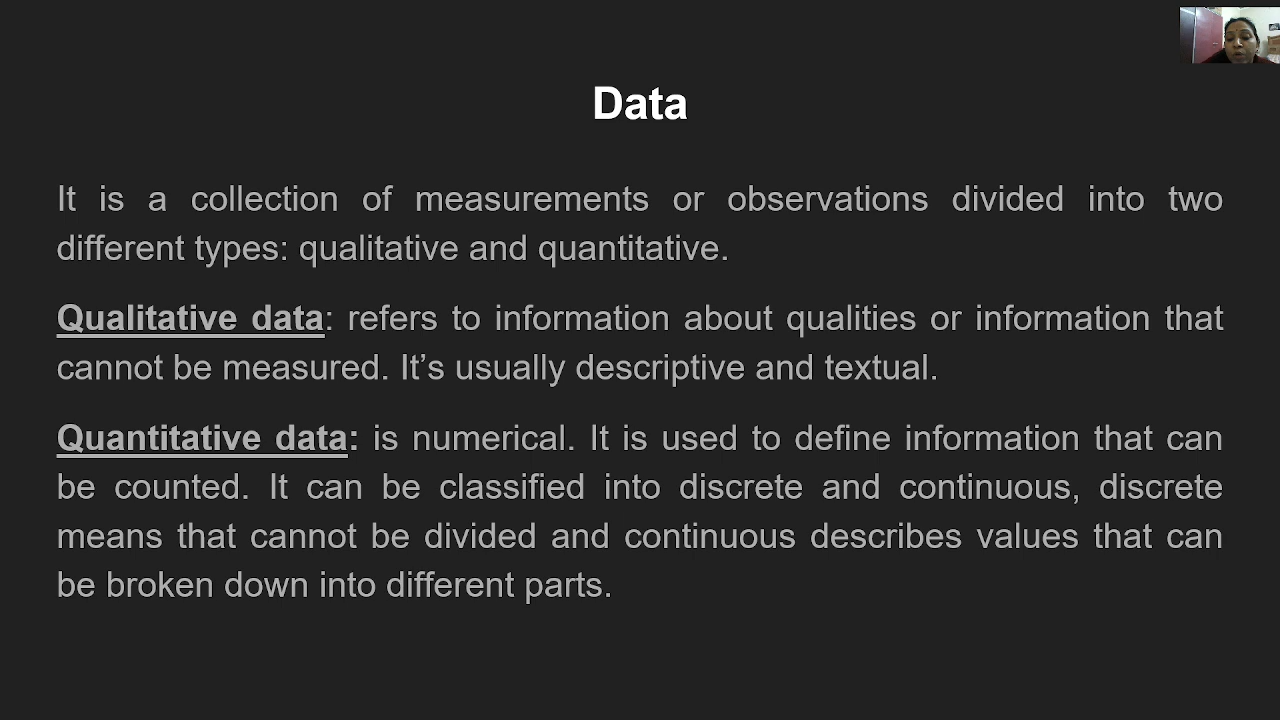 Data
It is a collection of measurements or observations divided into two
different types: qualitative and quantitative.
Qualitative data: refers to information about qualities or information that
cannot be measured. It’s usually descriptive and textual.
Quantitative data: is numerical. It is used to define information that can
be counted. It can be classified into discrete and continuous, discrete
means that cannot be divided and continuous describes values that can
be broken down into different parts.